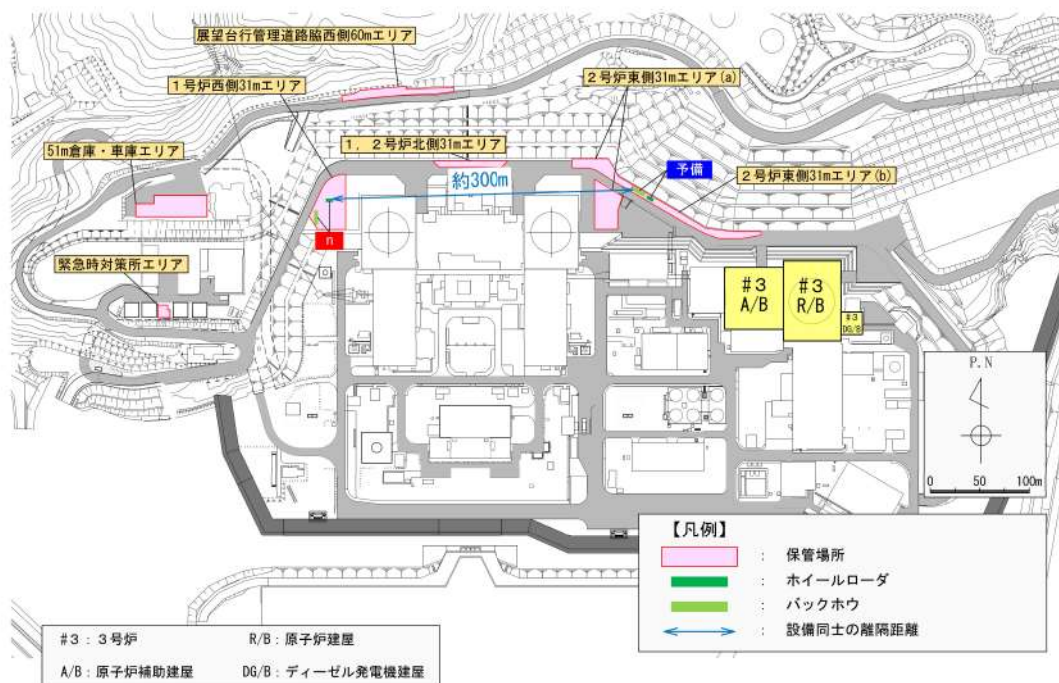 展望台行管理道路脇西側60mエリア
1号炉西側31mエリア
2号炉東側31mエリア(a)
1,2号炉北側31mエリア
51m倉庫・車庫エリア
予備
約300m
2号炉東側31mエリア(b)
n
緊急時対策所エリア
#3
A/B
#3
R/B
#3
DG/B
P.N
0 50 100m
【凡例】
: 保管場所
: ホイールローダ
: バックホウ
: 設備同士の離隔距離
#3:3号炉 R/B:原子炉建屋
A/B:原子炉補助建屋 DG/B:ディーゼル発電機建屋